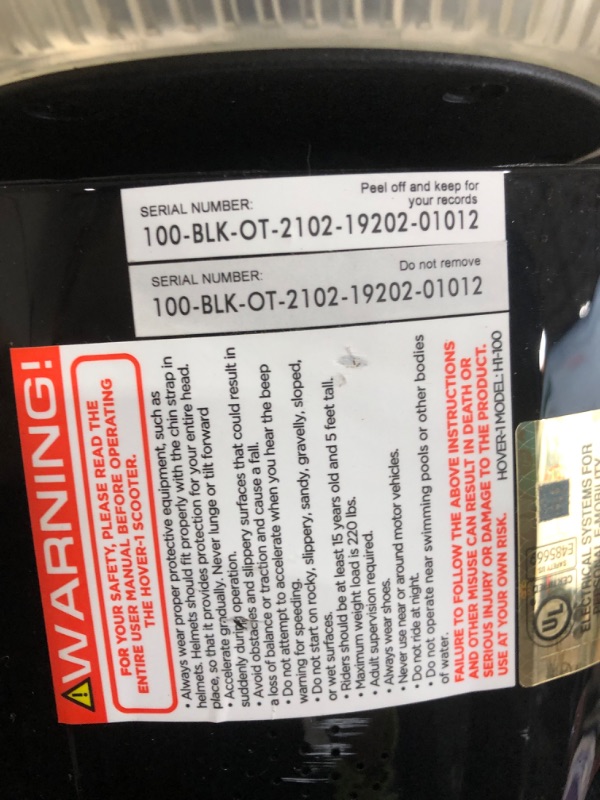 SERIAL NUMBER:
Peel off and keep for
your records
100-BLK-OT-2102-19202-01012
SERIAL NUMBER:
Do not remove
100-BLK-OT-2102-19202-01012
WARNING!
FOR YOUR SAFETY, PLEASE READ THE
ENTIRE USER MANUAL BEFORE OPERATING
THE HOVER-1 SCOOTER.
• Always wear proper protective equipment, such as
helmets. Helmets should fit properly with the chin strap in
place, so that it provides protection for your entire head.
• Accelerate gradually. Never lunge or tilt forward
suddenly during operation.
• Avoid obstacles and slippery surfaces that could result in
a loss of balance or traction and cause a fall.
• Do not attempt to accelerate when you hear the beep
warning for speeding.
• Do not start on rocky, slippery, sandy, gravelly, sloped,
or wet surfaces.
• Riders should be at least 15 years old and 5 feet tall.
• Maximum weight load is 220 lbs.
• Adult supervision required.
• Always wear shoes.
• Never use near or around motor vehicles.
• Do not ride at night.
• Do not operate near swimming pools or other bodies
of water.
FAILURE TO FOLLOW THE ABOVE INSTRUCTIONS
AND OTHER MISUSE CAN RESULT IN DEATH OR
SERIOUS INJURY OR DAMAGE TO THE PRODUCT.
USE AT YOUR OWN RISK. HOVER-1 MODEL: H1-100
UL
E485669
ELECTRICAL SYSTEMS FOR
PERSONAL E-MOBILITY